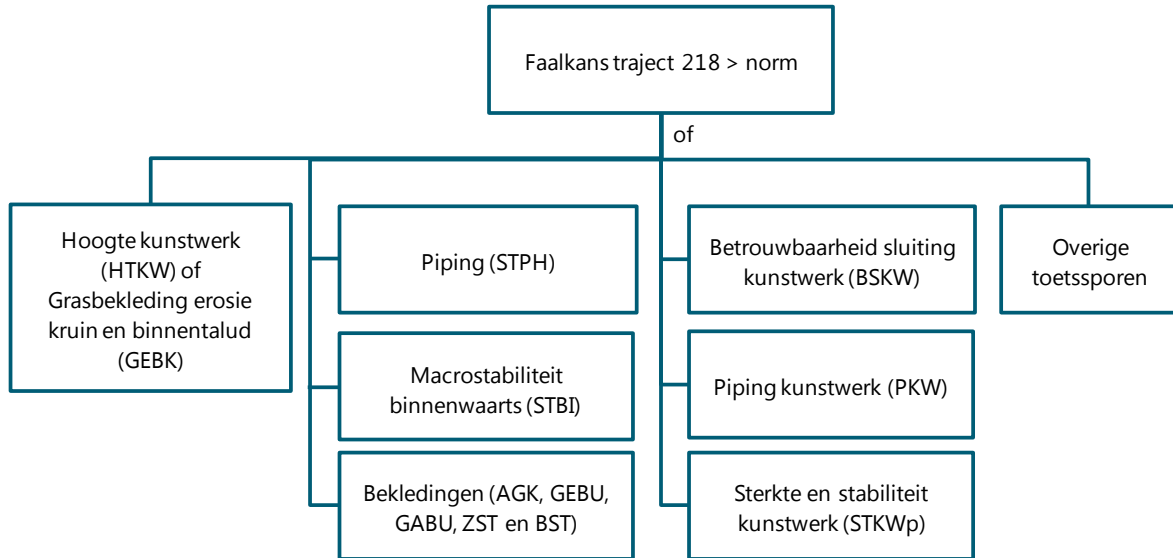 Faalkans traject 218 > norm
of
Hoogte kunstwerk
(HTKW) of
Grasbekleding erosie
kruin en binnentalud
(GEBK)
Piping (STPH)
Macrostabiliteit
binnenwaarts (STBI)
Bekledingen (AGK, GEBU,
GABU, ZST en BST)
Betrouwbaarheid sluiting
kunstwerk (BSKW)
Piping kunstwerk (PKW)
Sterkte en stabiliteit
kunstwerk (STKWp)
Overige
toetssporen